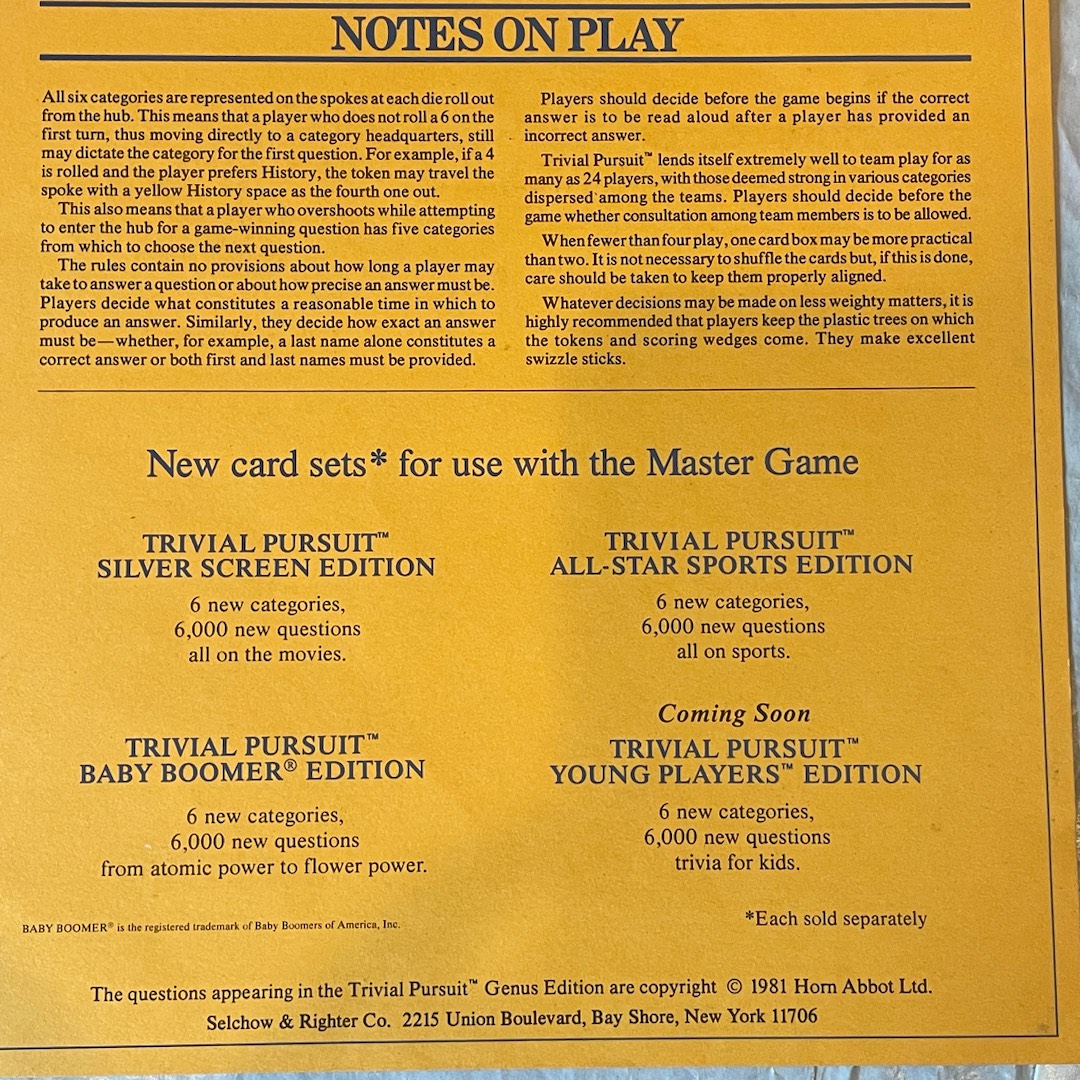 NOTES ON PLAY
All six categories are represented on the spokes at each die roll out
from the hub. This means that a player who does not roll a 6 on the
first turn, thus moving directly to a category headquarters, still
may dictate the category for the first question. For example, if a 4
is rolled and the player prefers History, the token may travel the
spoke with a yellow History space as the fourth one out.
This also means that a player who overshoots while attempting
to enter the hub for a game-winning question has five categories
from which to choose the next question.
The rules contain no provisions about how long a player may
take to answer a question or about how precise an answer must be.
Players decide what constitutes a reasonable time in which to
produce an answer. Similarly, they decide how exact an answer
must be—whether, for example, a last name alone constitutes a
correct answer or both first and last names must be provided.
Players should decide before the game begins if the correct
answer is to be read aloud after a player has provided an
incorrect answer.
Trivial Pursuit™ lends itself extremely well to team play for as
many as 24 players, with those deemed strong in various categories
dispersed among the teams. Players should decide before the
game whether consultation among team members is to be allowed.
When fewer than four play, one card box may be more practical
than two. It is not necessary to shuffle the cards but, if this is done,
care should be taken to keep them properly aligned.
Whatever decisions may be made on less weighty matters, it is
highly recommended that players keep the plastic trees on which
the tokens and scoring wedges come. They make excellent
swizzle sticks.
New card sets* for use with the Master Game
TRIVIAL PURSUIT™
SILVER SCREEN EDITION
6 new categories,
6,000 new questions
all on the movies.
TRIVIAL PURSUIT™
ALL-STAR SPORTS EDITION
6 new categories,
6,000 new questions
all on sports.
TRIVIAL PURSUIT™
BABY BOOMER® EDITION
6 new categories,
6,000 new questions
from atomic power to flower power.
Coming Soon
TRIVIAL PURSUIT™
YOUNG PLAYERS™ EDITION
6 new categories,
6,000 new questions
trivia for kids.
BABY BOOMER® is the registered trademark of Baby Boomers of America, Inc.
*Each sold separately
The questions appearing in the Trivial Pursuit™ Genus Edition are copyright © 1981 Horn Abbot Ltd.
Selchow & Righter Co. 2215 Union Boulevard, Bay Shore, New York 11706